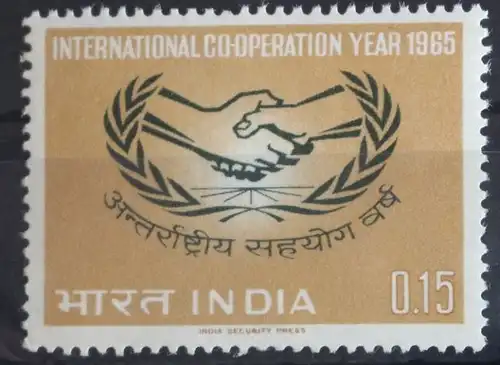 INTERNATIONAL CO-OPERATION YEAR 1965
अन्तर्राष्ट्रीय सहयोग वर्ष
भारत INDIA 0.15
INDIA SECURITY PRESS